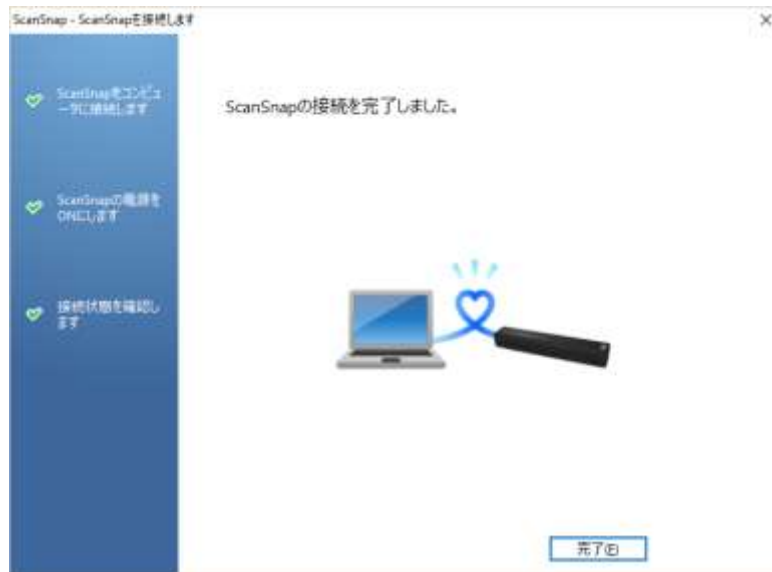 ScanSnap - ScanSnapを接続します
ScanSnapをコンピュ
ータに接続します
ScanSnapの接続を完了しました。
ScanSnapの電源を
ONにします
接続状態を確認し
ます
完了(F)